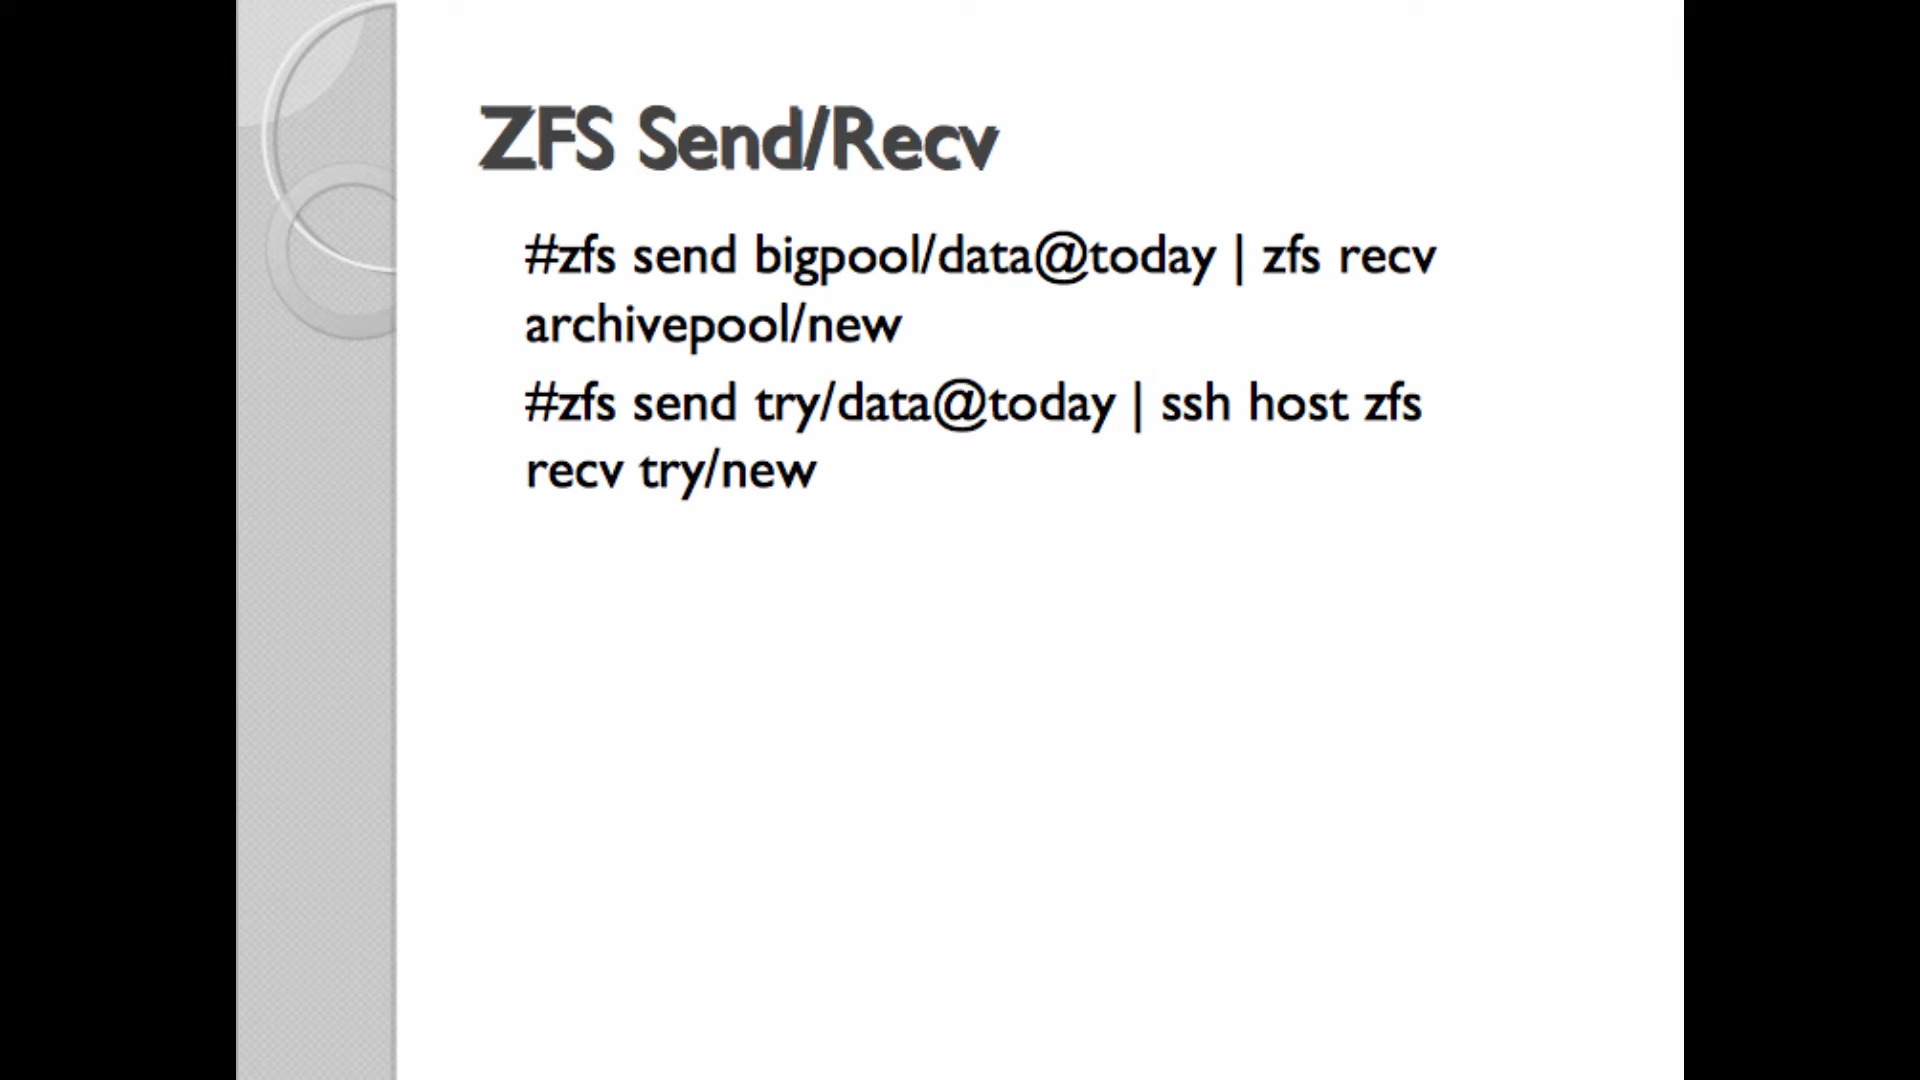 ZFS Send/Recv
#zfs send bigpool/data@today | zfs recv
archivepool/new
#zfs send try/data@today | ssh host zfs
recv try/new